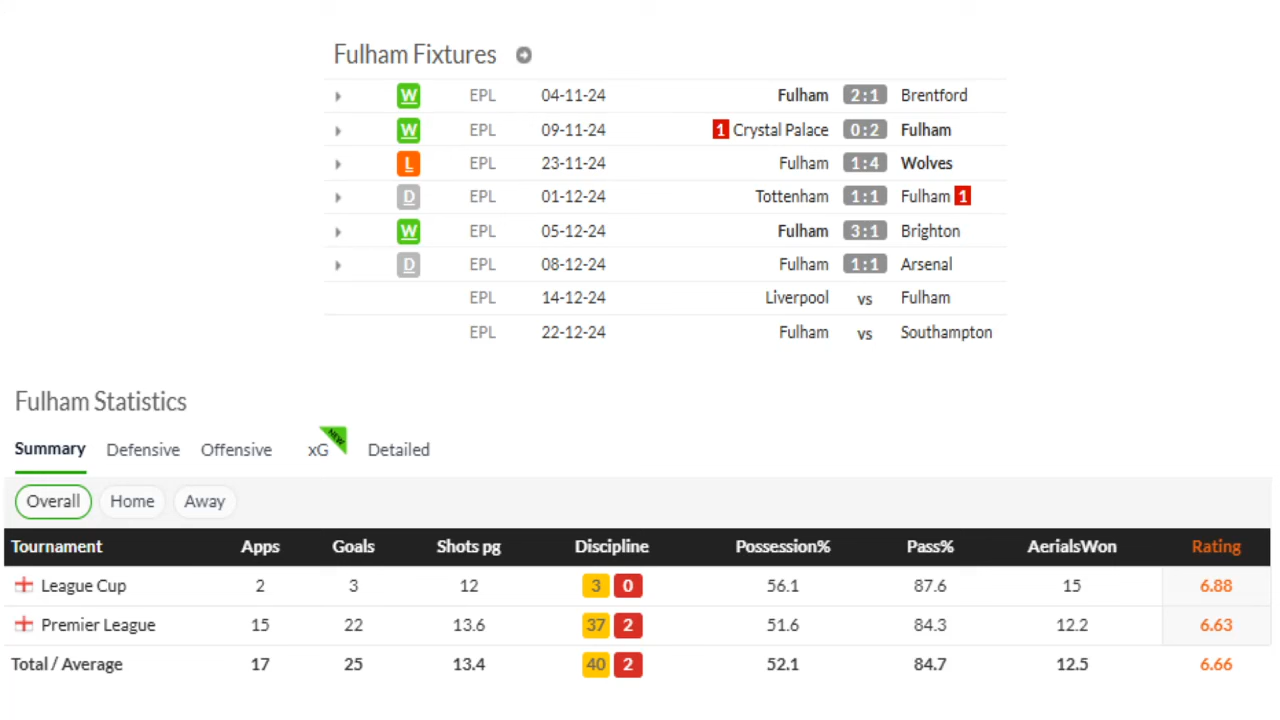 Fulham Fixtures
W EPL 04-11-24 Fulham 2:1 Brentford
W EPL 09-11-24 1 Crystal Palace 0:2 Fulham
L EPL 23-11-24 Fulham 1:4 Wolves
D EPL 01-12-24 Tottenham 1:1 Fulham 1
W EPL 05-12-24 Fulham 3:1 Brighton
D EPL 08-12-24 Fulham 1:1 Arsenal
EPL 14-12-24 Liverpool vs Fulham
EPL 22-12-24 Fulham vs Southampton
Fulham Statistics
Summary Defensive Offensive xG NEW Detailed
Overall Home Away
Tournament Apps Goals Shots pg Discipline Possession% Pass% AerialsWon Rating
League Cup 2 3 12 3 0 56.1 87.6 15 6.88
Premier League 15 22 13.6 37 2 51.6 84.3 12.2 6.63
Total / Average 17 25 13.4 40 2 52.1 84.7 12.5 6.66